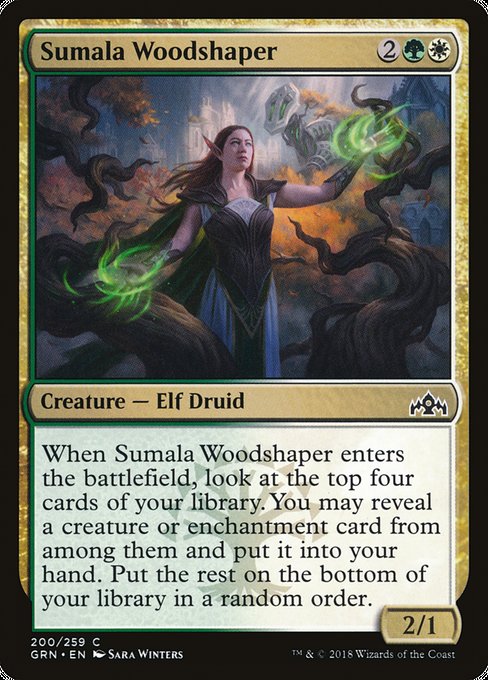 Sumala Woodshaper 2
Creature — Elf Druid
When Sumala Woodshaper enters
the battlefield, look at the top four
cards of your library. You may reveal
a creature or enchantment card from
among them and put it into your
hand. Put the rest on the bottom of
your library in a random order.
2/1
200/259 C
GRN • EN Sara Winters
™ & © 2018 Wizards of the Coast